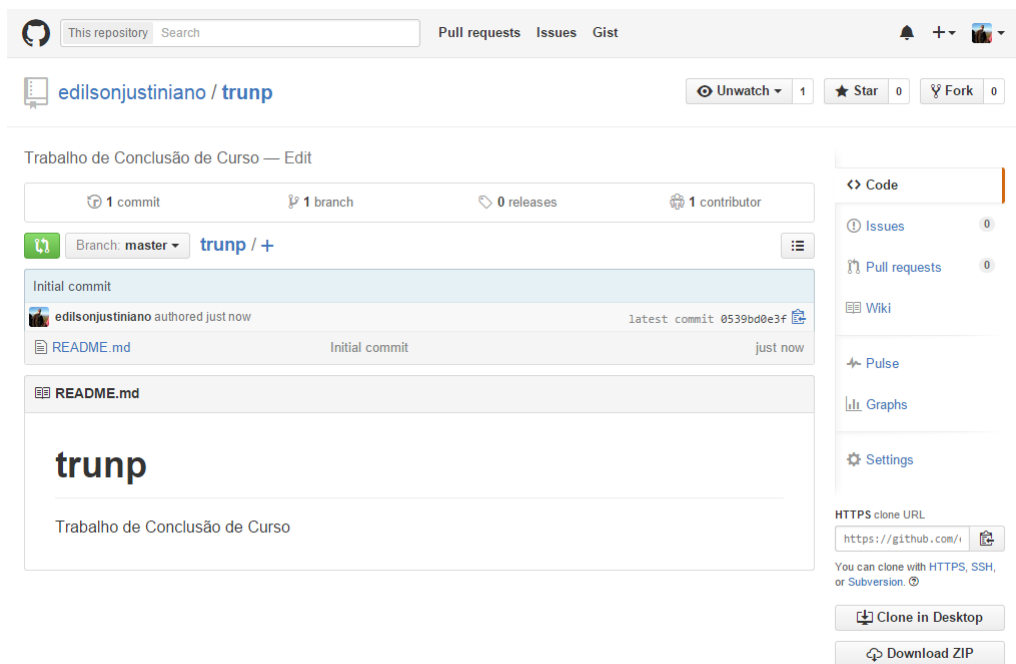 This repository Search Pull requests Issues Gist
edilsonjustiniano / trunp Unwatch 1 Star 0 Fork 0
Trabalho de Conclusão de Curso — Edit
1 commit 1 branch 0 releases 1 contributor
Branch: master trunp / +
Initial commit
edilsonjustiniano authored just now latest commit 0539bd0e3f
README.md Initial commit just now
README.md
trunp
Trabalho de Conclusão de Curso
Code
Issues 0
Pull requests 0
Wiki
Pulse
Graphs
Settings
HTTPS clone URL
https://github.com/
You can clone with HTTPS, SSH,
or Subversion.
Clone in Desktop
Download ZIP